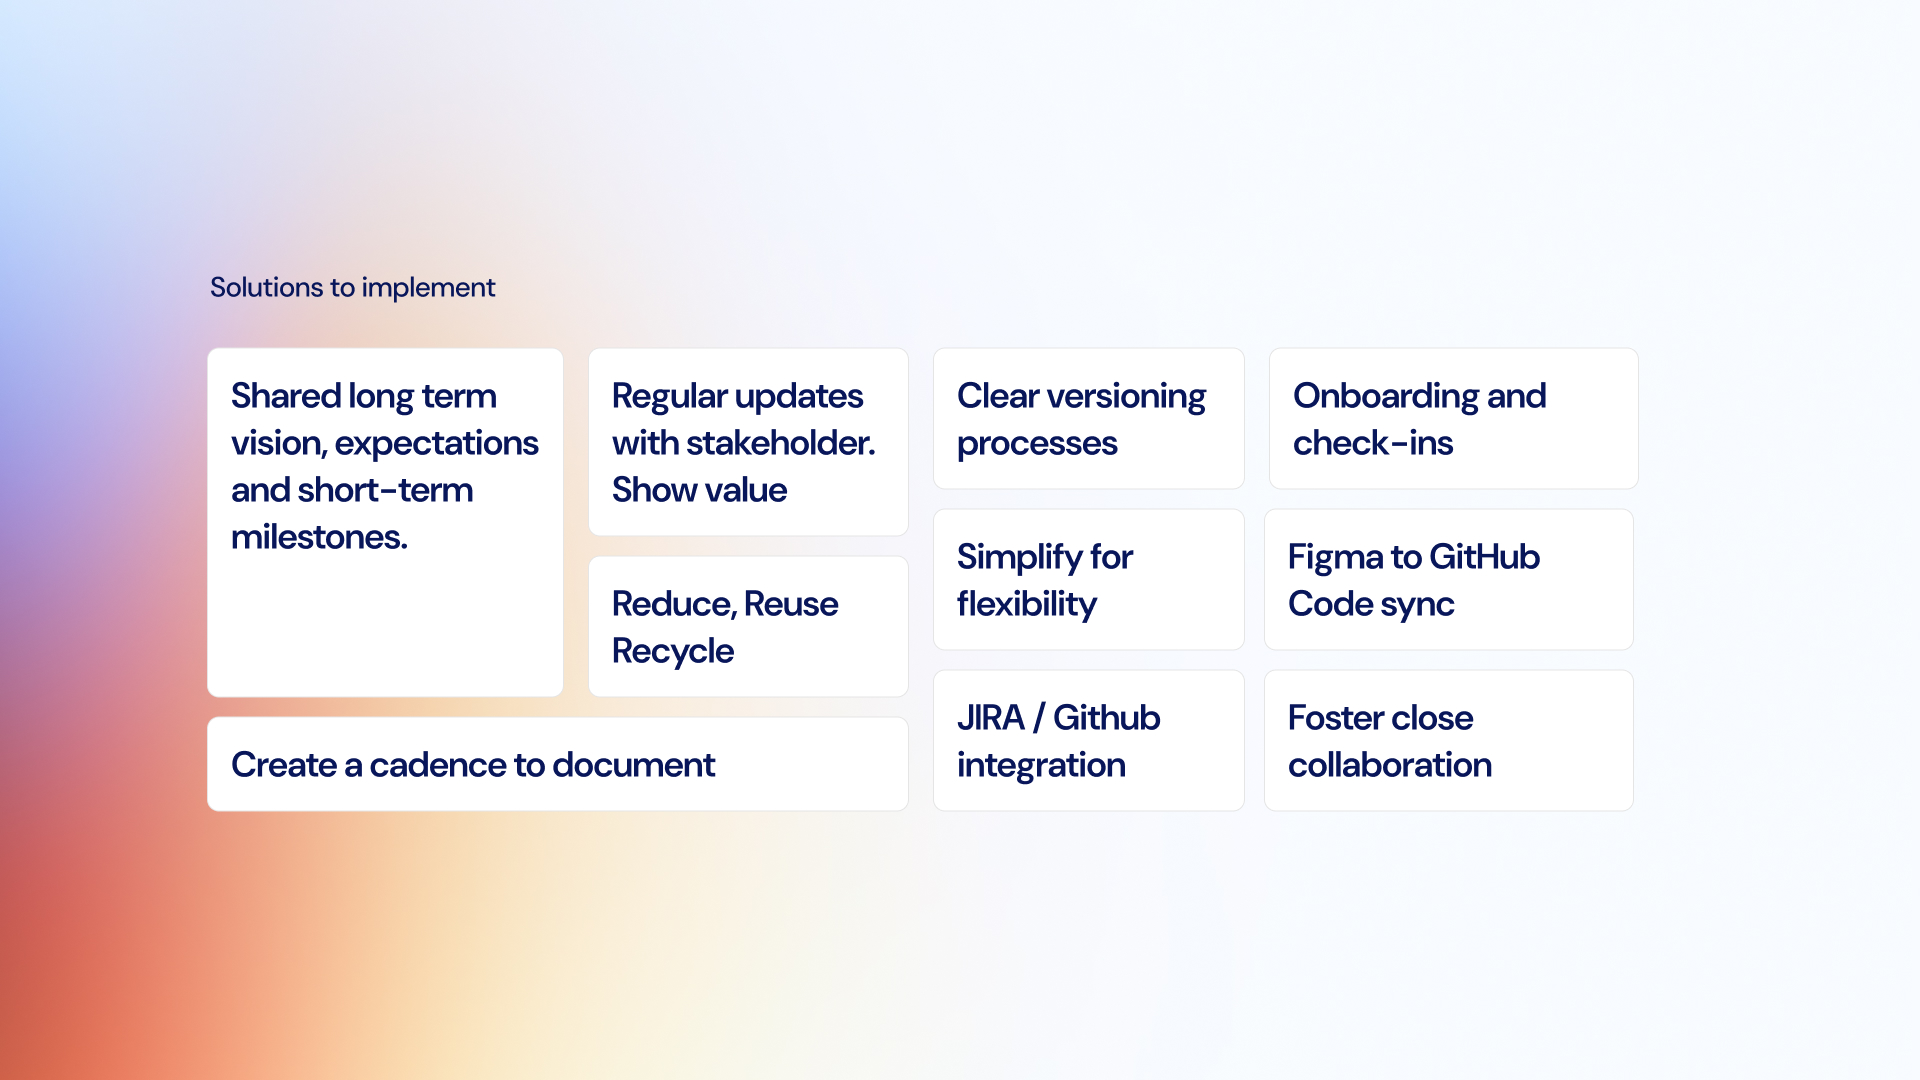 Solutions to implement
Shared long term
vision, expectations
and short-term
milestones.
Regular updates
with stakeholder.
Show value
Reduce, Reuse
Recycle
Create a cadence to document
Clear versioning
processes
Simplify for
flexibility
JIRA / Github
integration
Onboarding and
check-ins
Figma to GitHub
Code sync
Foster close
collaboration